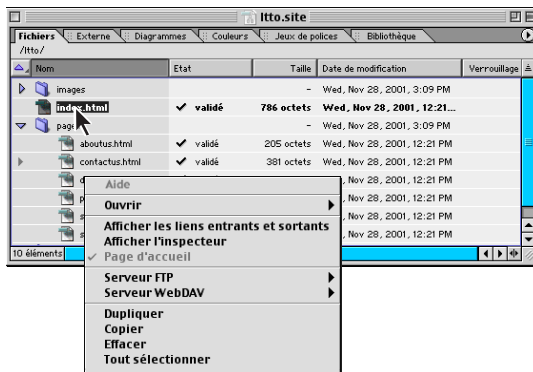 Itto.site
Fichiers Externe Diagrammes Couleurs Jeux de polices Bibliothèque
/Itto/
Nom Etat Taille Date de modification Verrouillage
images - Wed, Nov 28, 2001, 3:09 PM
index.html validé 786 octets Wed, Nov 28, 2001, 12:21...
- Wed, Nov 28, 2001, 3:09 PM
aboutus.html validé 205 octets Wed, Nov 28, 2001, 12:21 PM
contactus.html validé 381 octets Wed, Nov 28, 2001, 12:21 PM
, Nov 28, 2001, 12:21 PM
, Nov 28, 2001, 12:21 PM
, Nov 28, 2001, 12:21 PM
, Nov 28, 2001, 12:21 PM
10 éléments
Aide
Ouvrir
Afficher les liens entrants et sortants
Afficher l'inspecteur
Page d'accueil
Serveur FTP
Serveur WebDAV
Dupliquer
Copier
Effacer
Tout sélectionner